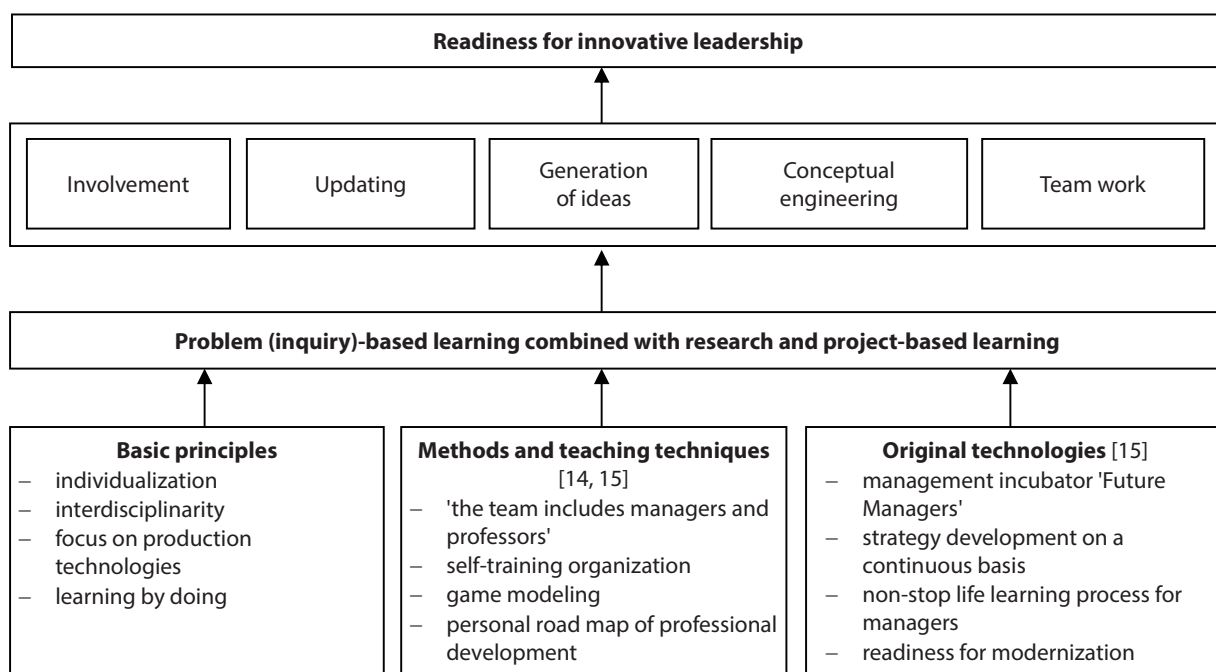 Readiness for innovative leadership
Involvement
Updating
Generation
of ideas
Conceptual
engineering
Team work
Problem (inquiry)-based learning combined with research and project-based learning
Basic principles
– individualization
– interdisciplinarity
– focus on production
technologies
– learning by doing
Methods and teaching techniques
[14, 15]
– 'the team includes managers and
professors'
– self-training organization
– game modeling
– personal road map of professional
development
Original technologies [15]
– management incubator 'Future
Managers'
– strategy development on a
continuous basis
– non-stop life learning process for
managers
– readiness for modernization